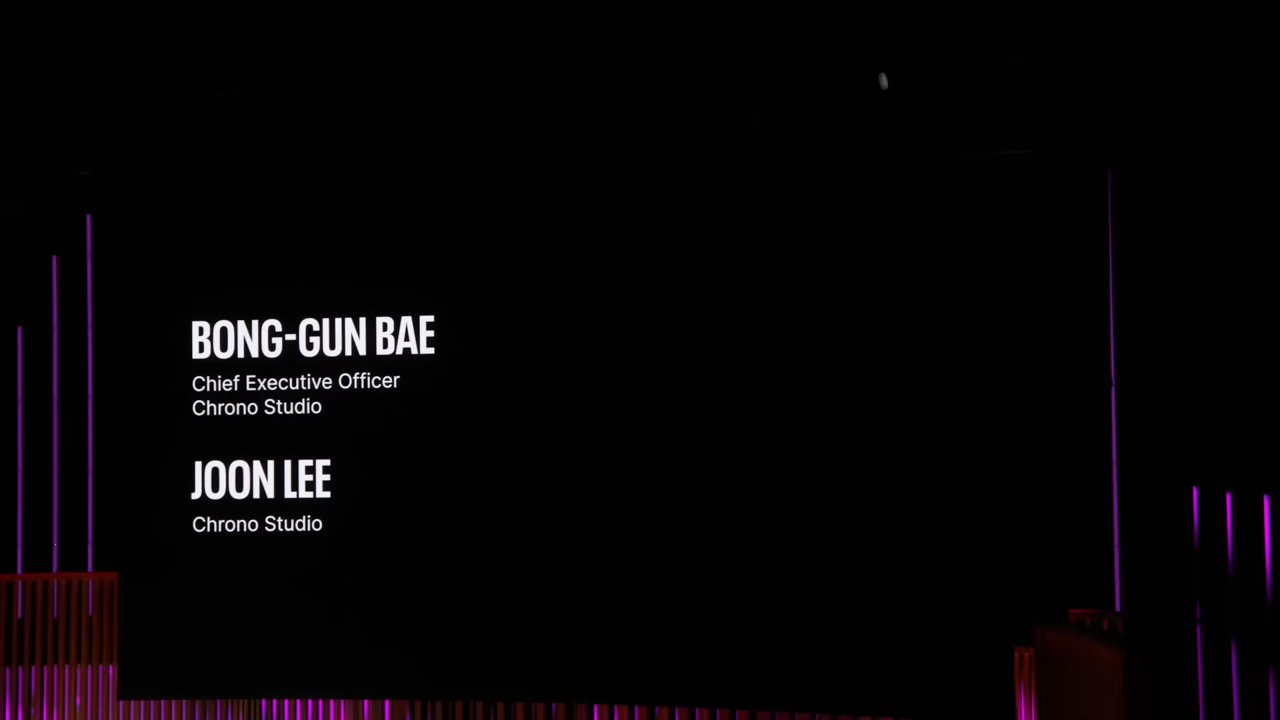 BONG-GUN BAE
Chief Executive Officer
Chrono Studio
JOON LEE
Chrono Studio